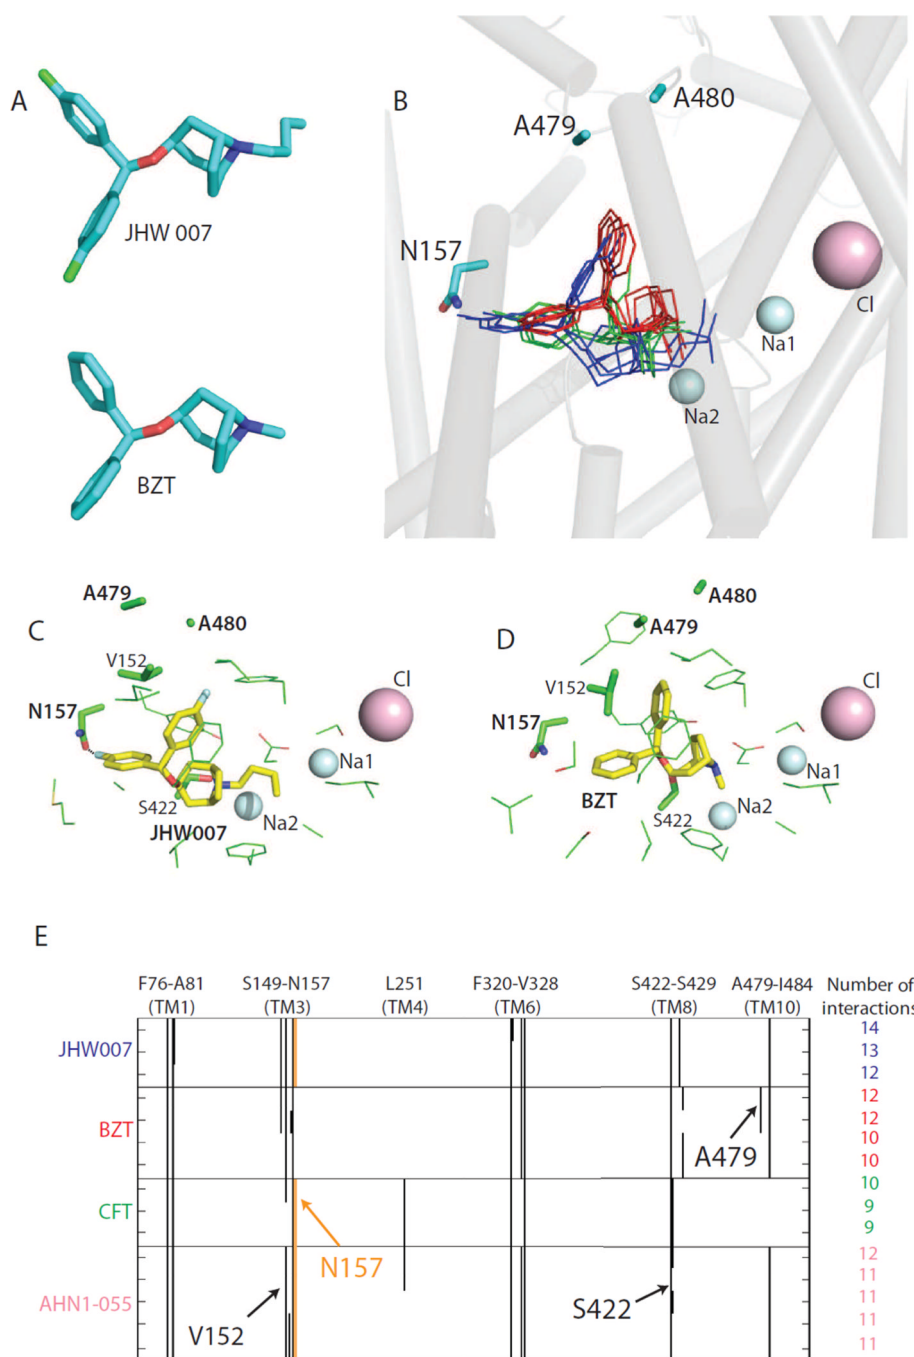 A
JHW 007
BZT
B
A479
A480
N157
Cl
Na1
Na2
C
A479
A480
V152
N157
Cl
Na1
S422
Na2
JHW007
D
A480
A479
V152
Cl
N157
Na1
BZT
S422
Na2
E
F76-A81 S149-N157 L251 F320-V328 S422-S429 A479-I484 Number of
(TM1) (TM3) (TM4) (TM6) (TM8) (TM10) interactions
JHW007
14
13
12
BZT
12
12
10
10
A479
CFT
10
9
9
N157
AHN1-055
12
11
11
11
11
V152
S422